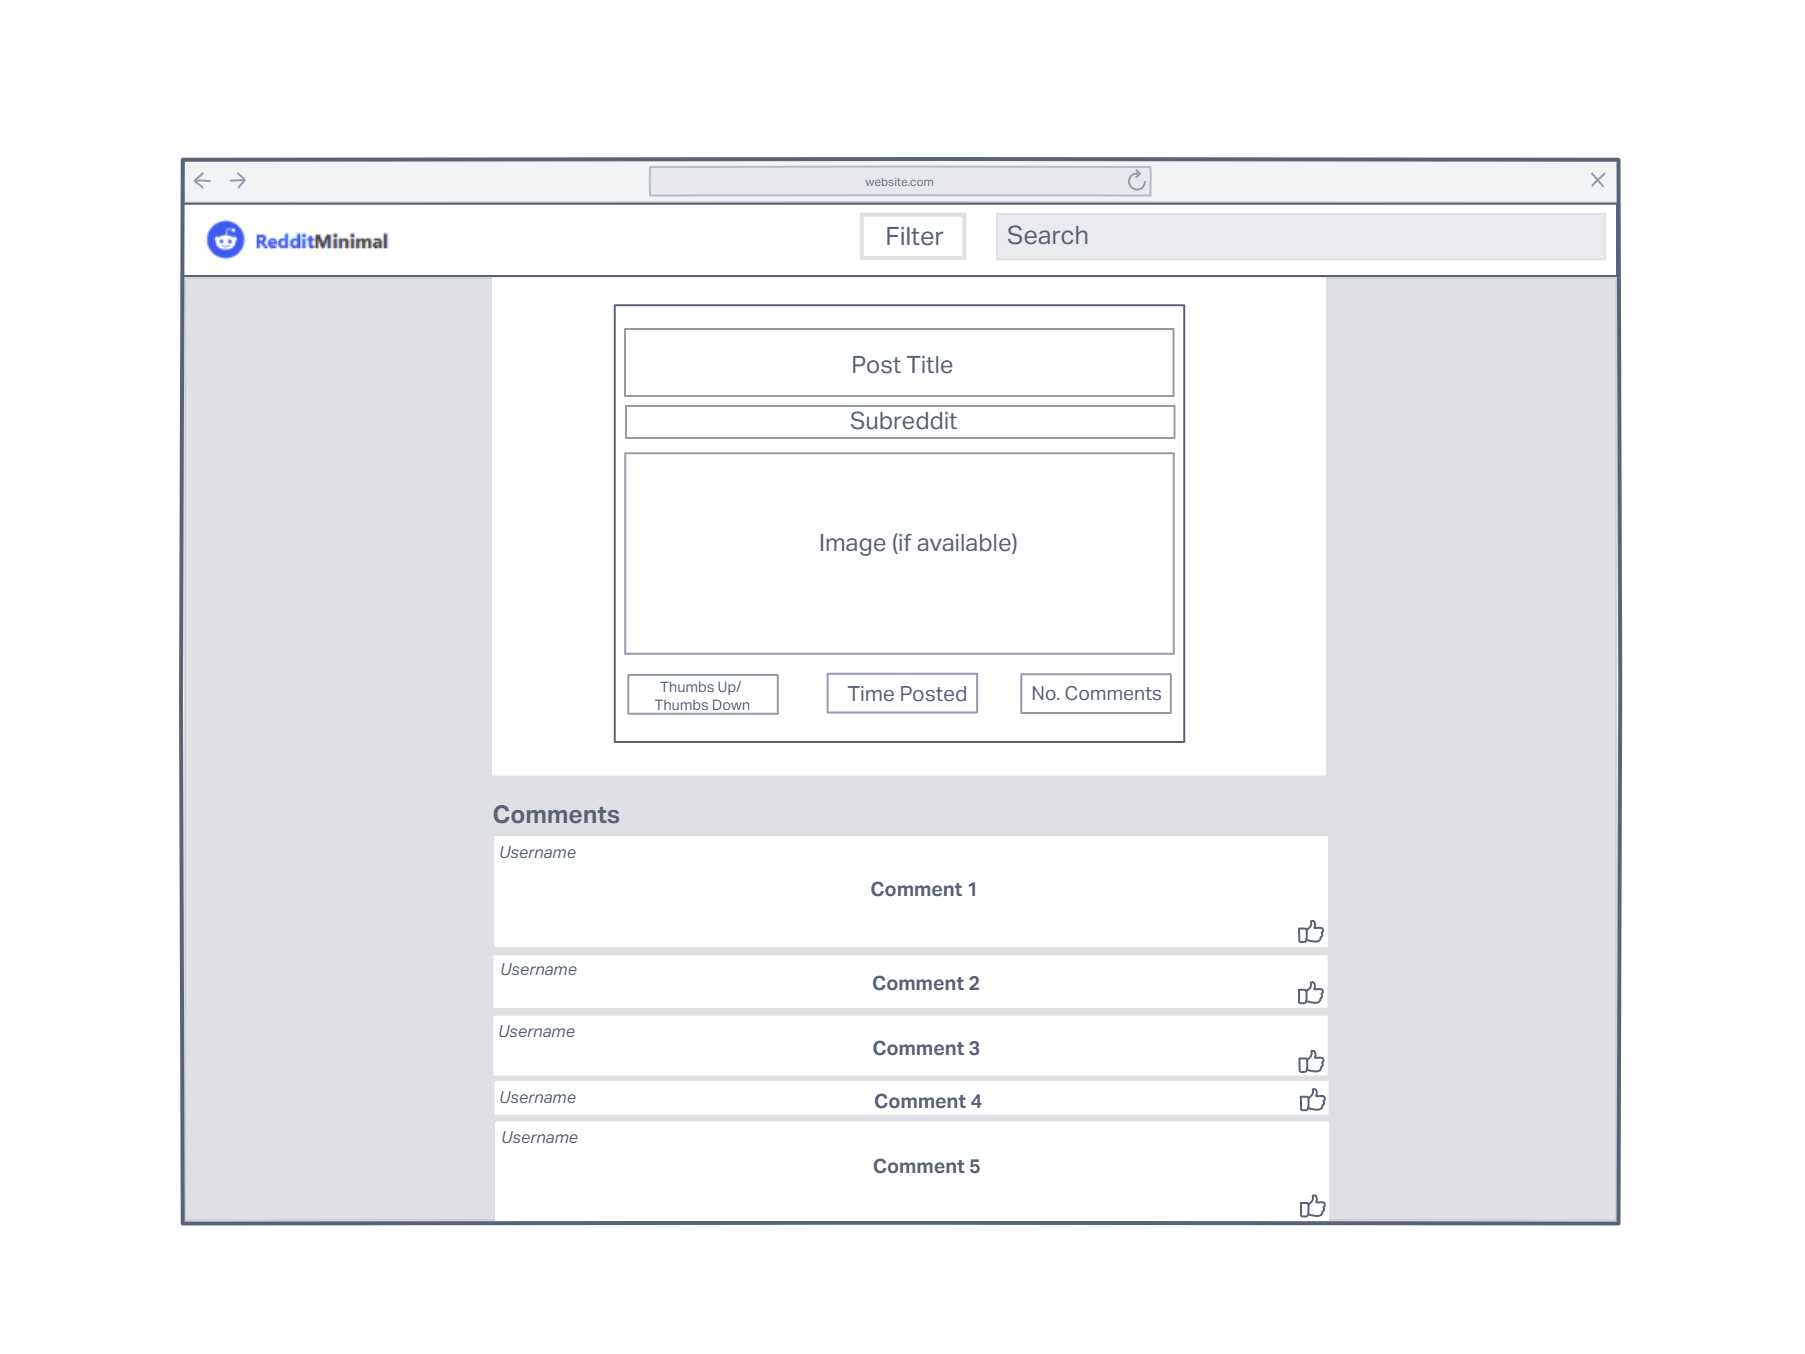 website.com
RedditMinimal
Filter
Search
Post Title
Subreddit
Image (if available)
Thumbs Up/
Thumbs Down
Time Posted
No. Comments
Comments
Username
Comment 1
Username
Comment 2
Username
Comment 3
Username
Comment 4
Username
Comment 5